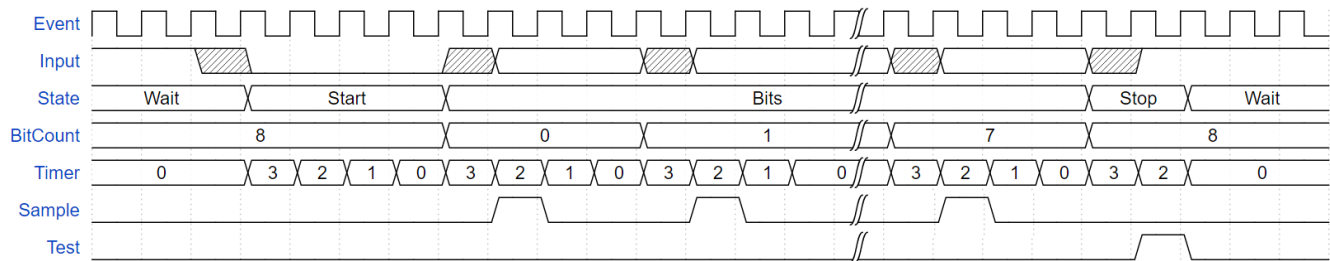 Event
Input
State Wait Start Bits Stop Wait
BitCount 8 0 1 7 8
Timer 0 3 2 1 0 3 2 1 0 3 2 1 0 3 2 1 0 3 2 0
Sample
Test